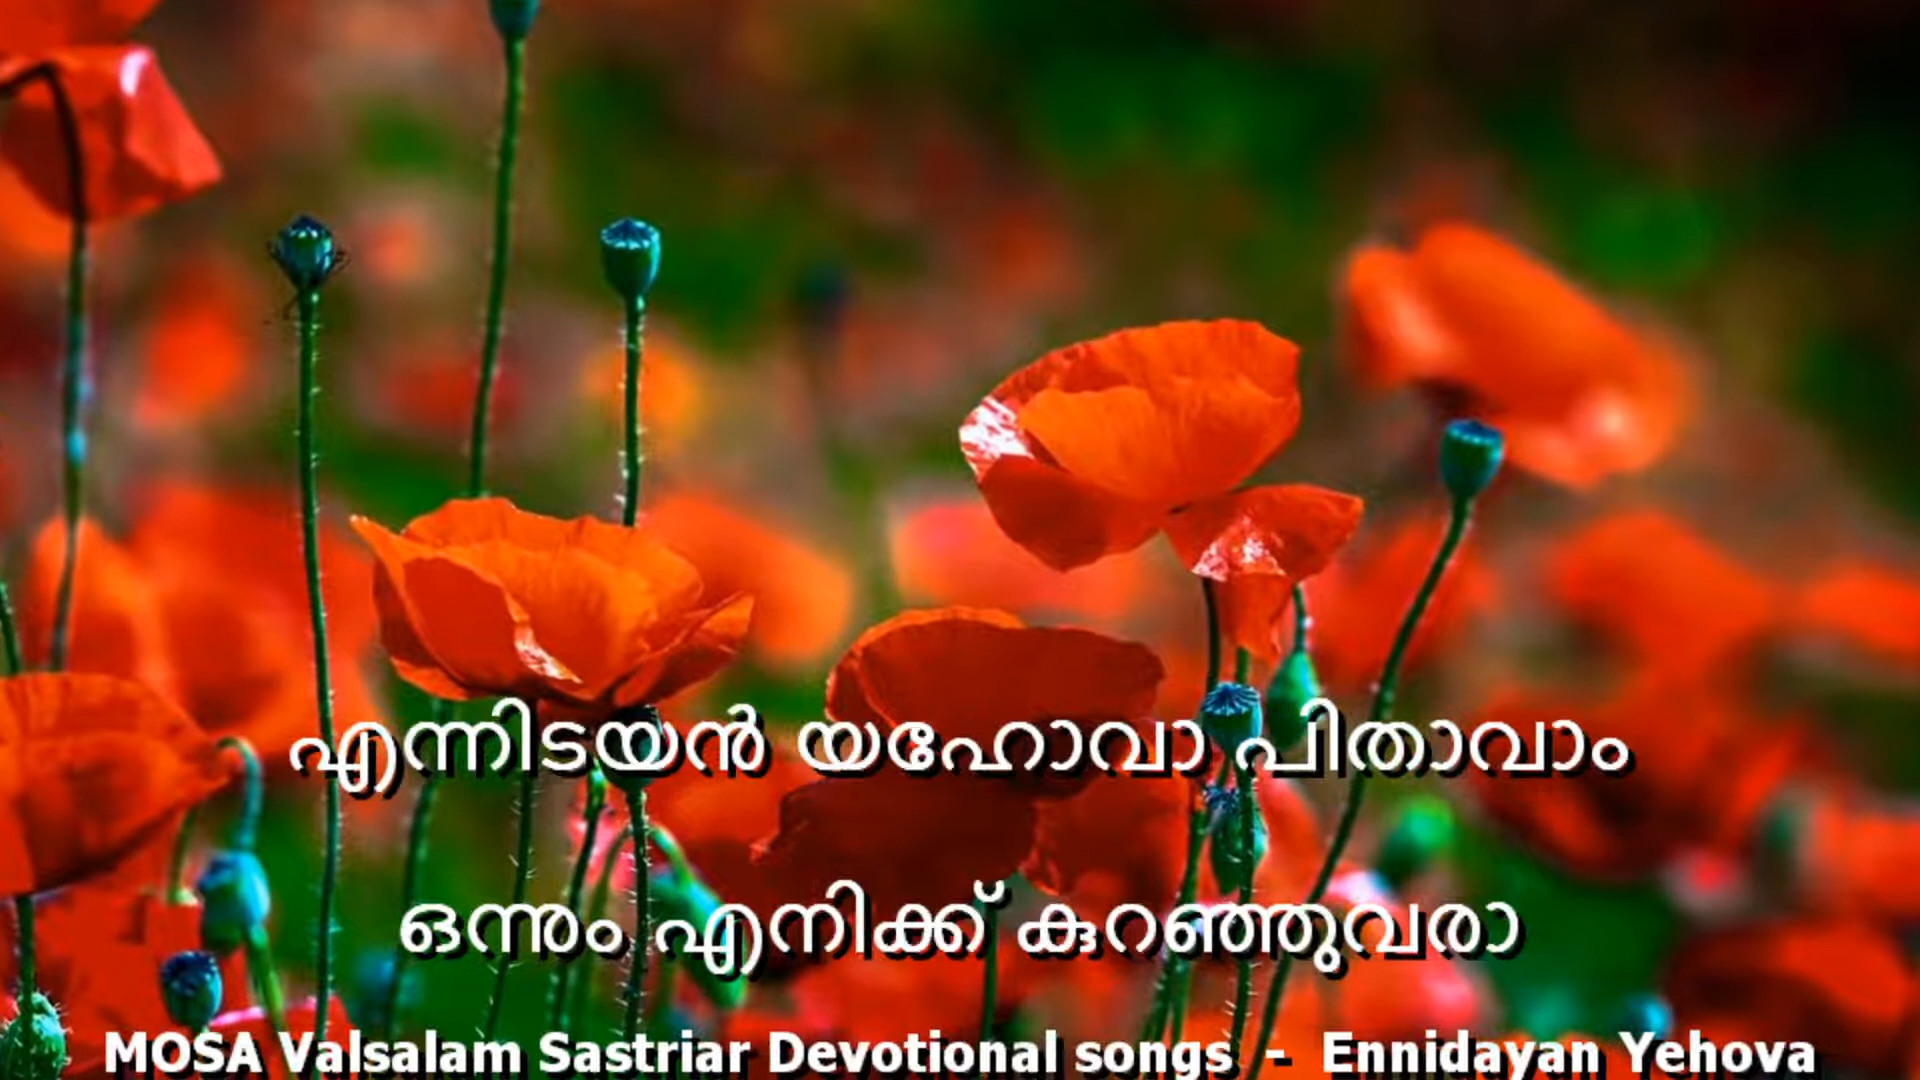 എന്നിടയൻ യഹോവാ പിതാവാം
ഒന്നും എനിക്ക് കുറഞ്ഞുവരാ
MOSA Valsalam Sastriar Devotional songs - Ennidayan Yehova